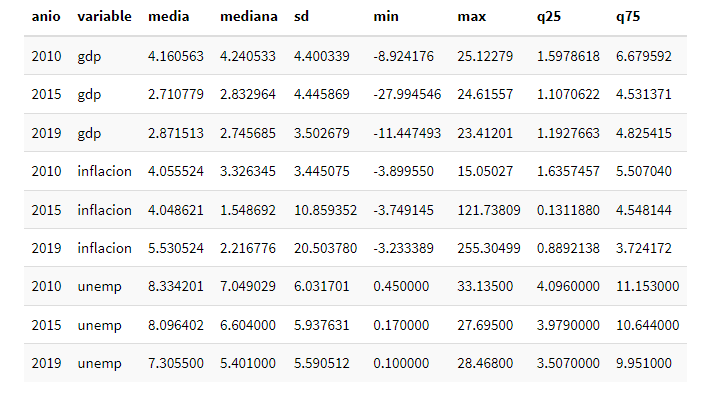 anio variable media mediana sd min max q25 q75
2010 gdp 4.160563 4.240533 4.400339 -8.924176 25.12279 1.5978618 6.679592
2015 gdp 2.710779 2.832964 4.445869 -27.994546 24.61557 1.1070622 4.531371
2019 gdp 2.871513 2.745685 3.502679 -11.447493 23.41201 1.1927663 4.825415
2010 inflacion 4.055524 3.326345 3.445075 -3.899550 15.05027 1.6357457 5.507040
2015 inflacion 4.048621 1.548692 10.859352 -3.749145 121.73809 0.1311880 4.548144
2019 inflacion 5.530524 2.216776 20.503780 -3.233389 255.30499 0.8892138 3.724172
2010 unemp 8.334201 7.049029 6.031701 0.450000 33.13500 4.0960000 11.153000
2015 unemp 8.096402 6.604000 5.937631 0.170000 27.69500 3.9790000 10.644000
2019 unemp 7.305500 5.401000 5.590512 0.100000 28.46800 3.5070000 9.951000